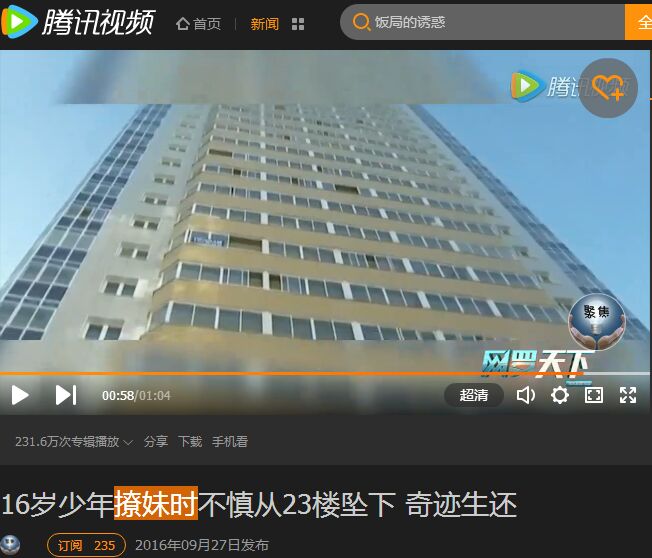 腾讯视频 首页 新闻 饭局的诱惑 全
腾讯视频
聚焦
网罗天下
00:58/01:04 超清
231.6万次专辑播放 分享 下载 手机看
16岁少年撩妹时不慎从23楼坠下 奇迹生还
订阅 235 2016年09月27日发布